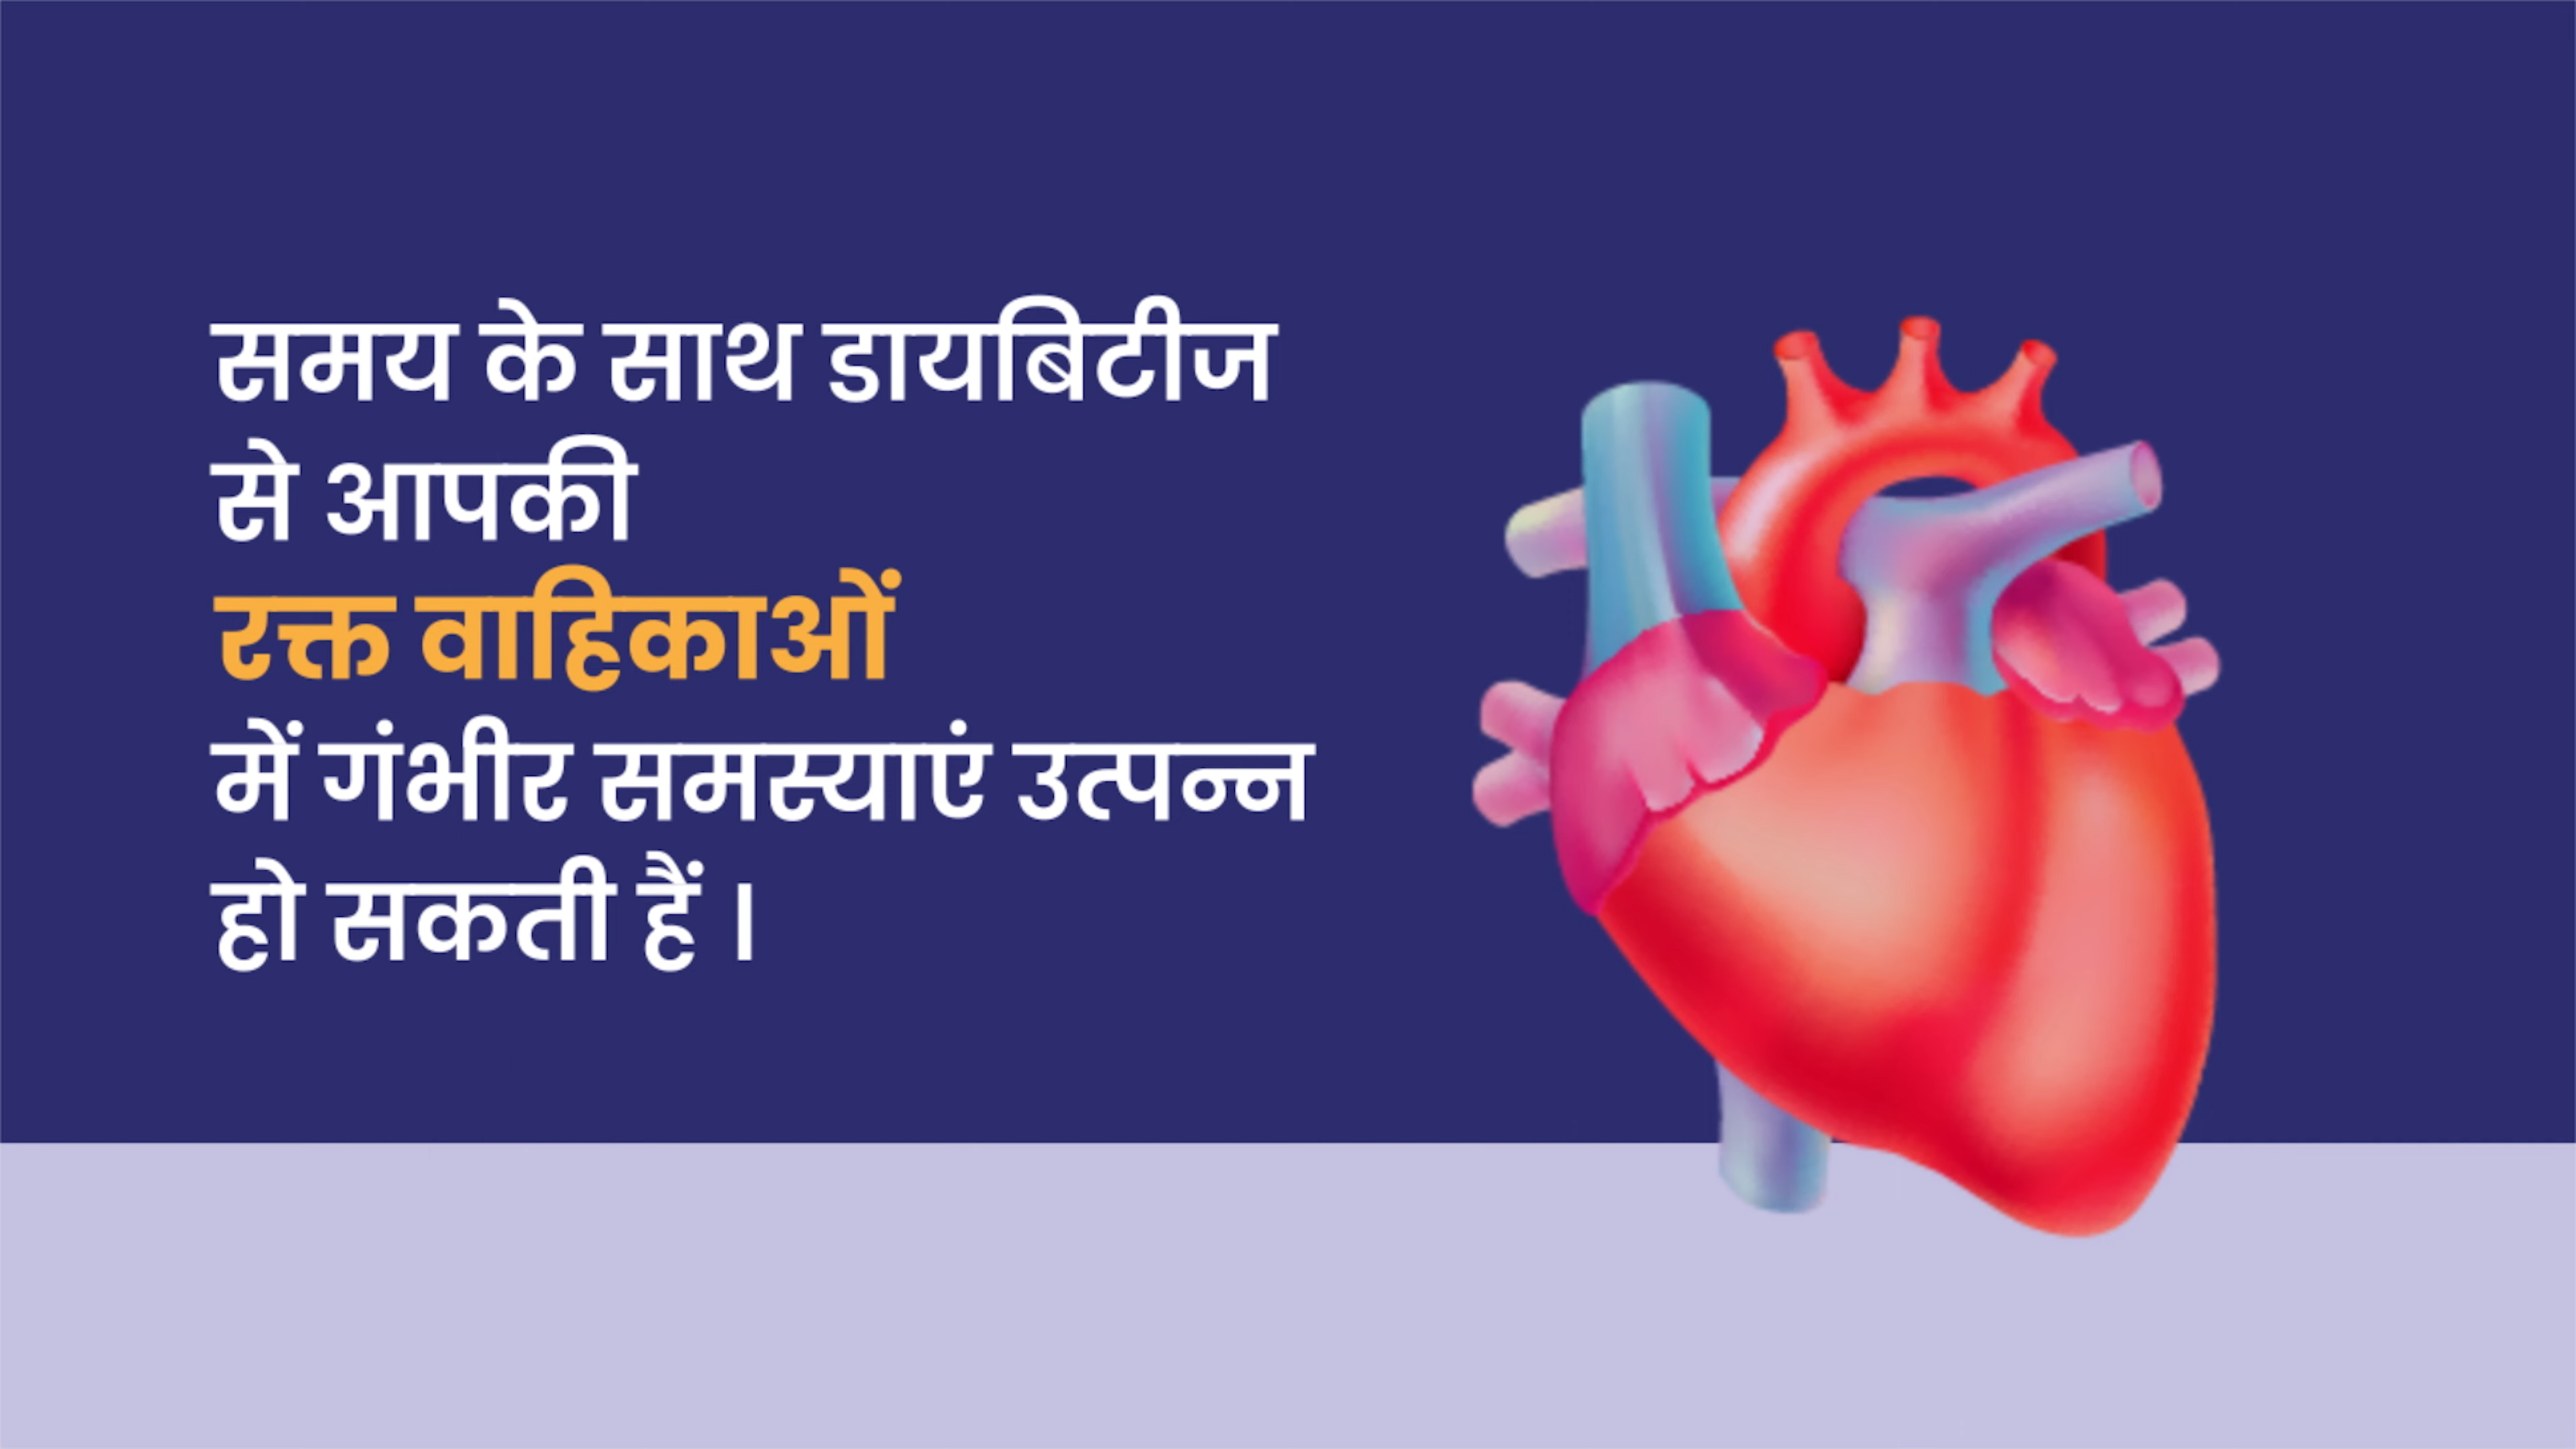 समय के साथ डायबिटीज
से आपकी
रक्त वाहिकाओं
में गंभीर समस्याएं उत्पन्न
हो सकती हैं ।